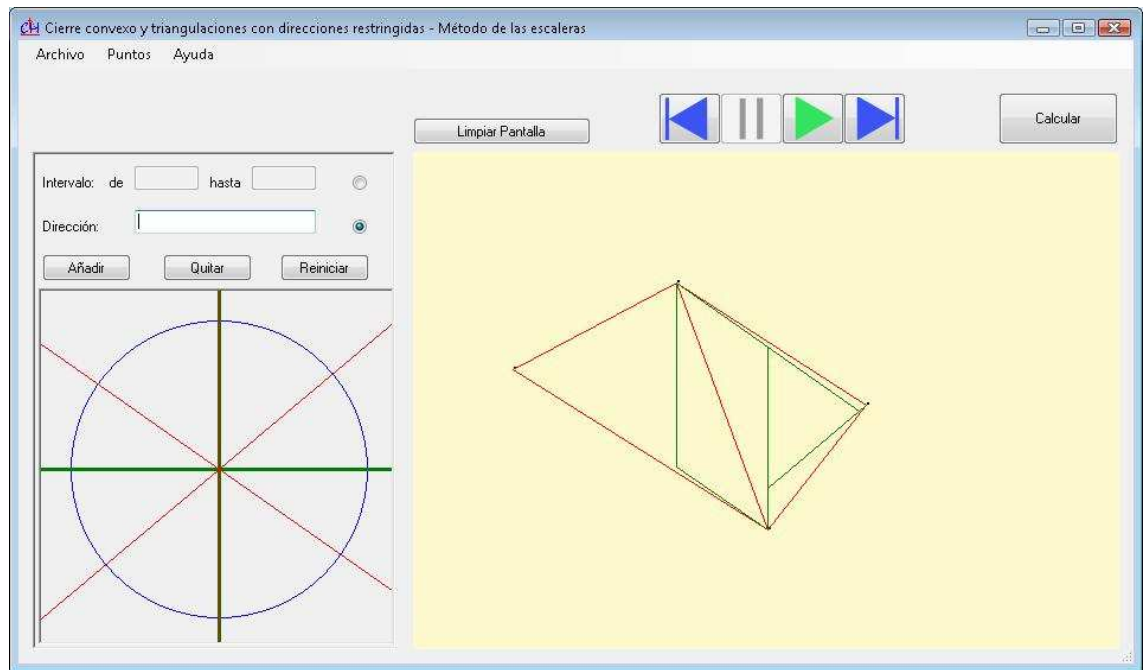 CH Cierre convexo y triangulaciones con direcciones restringidas - Método de las escaleras
Archivo Puntos Ayuda
Limpiar Pantalla
Calcular
Intervalo: de hasta
Dirección:
Añadir Quitar Reiniciar